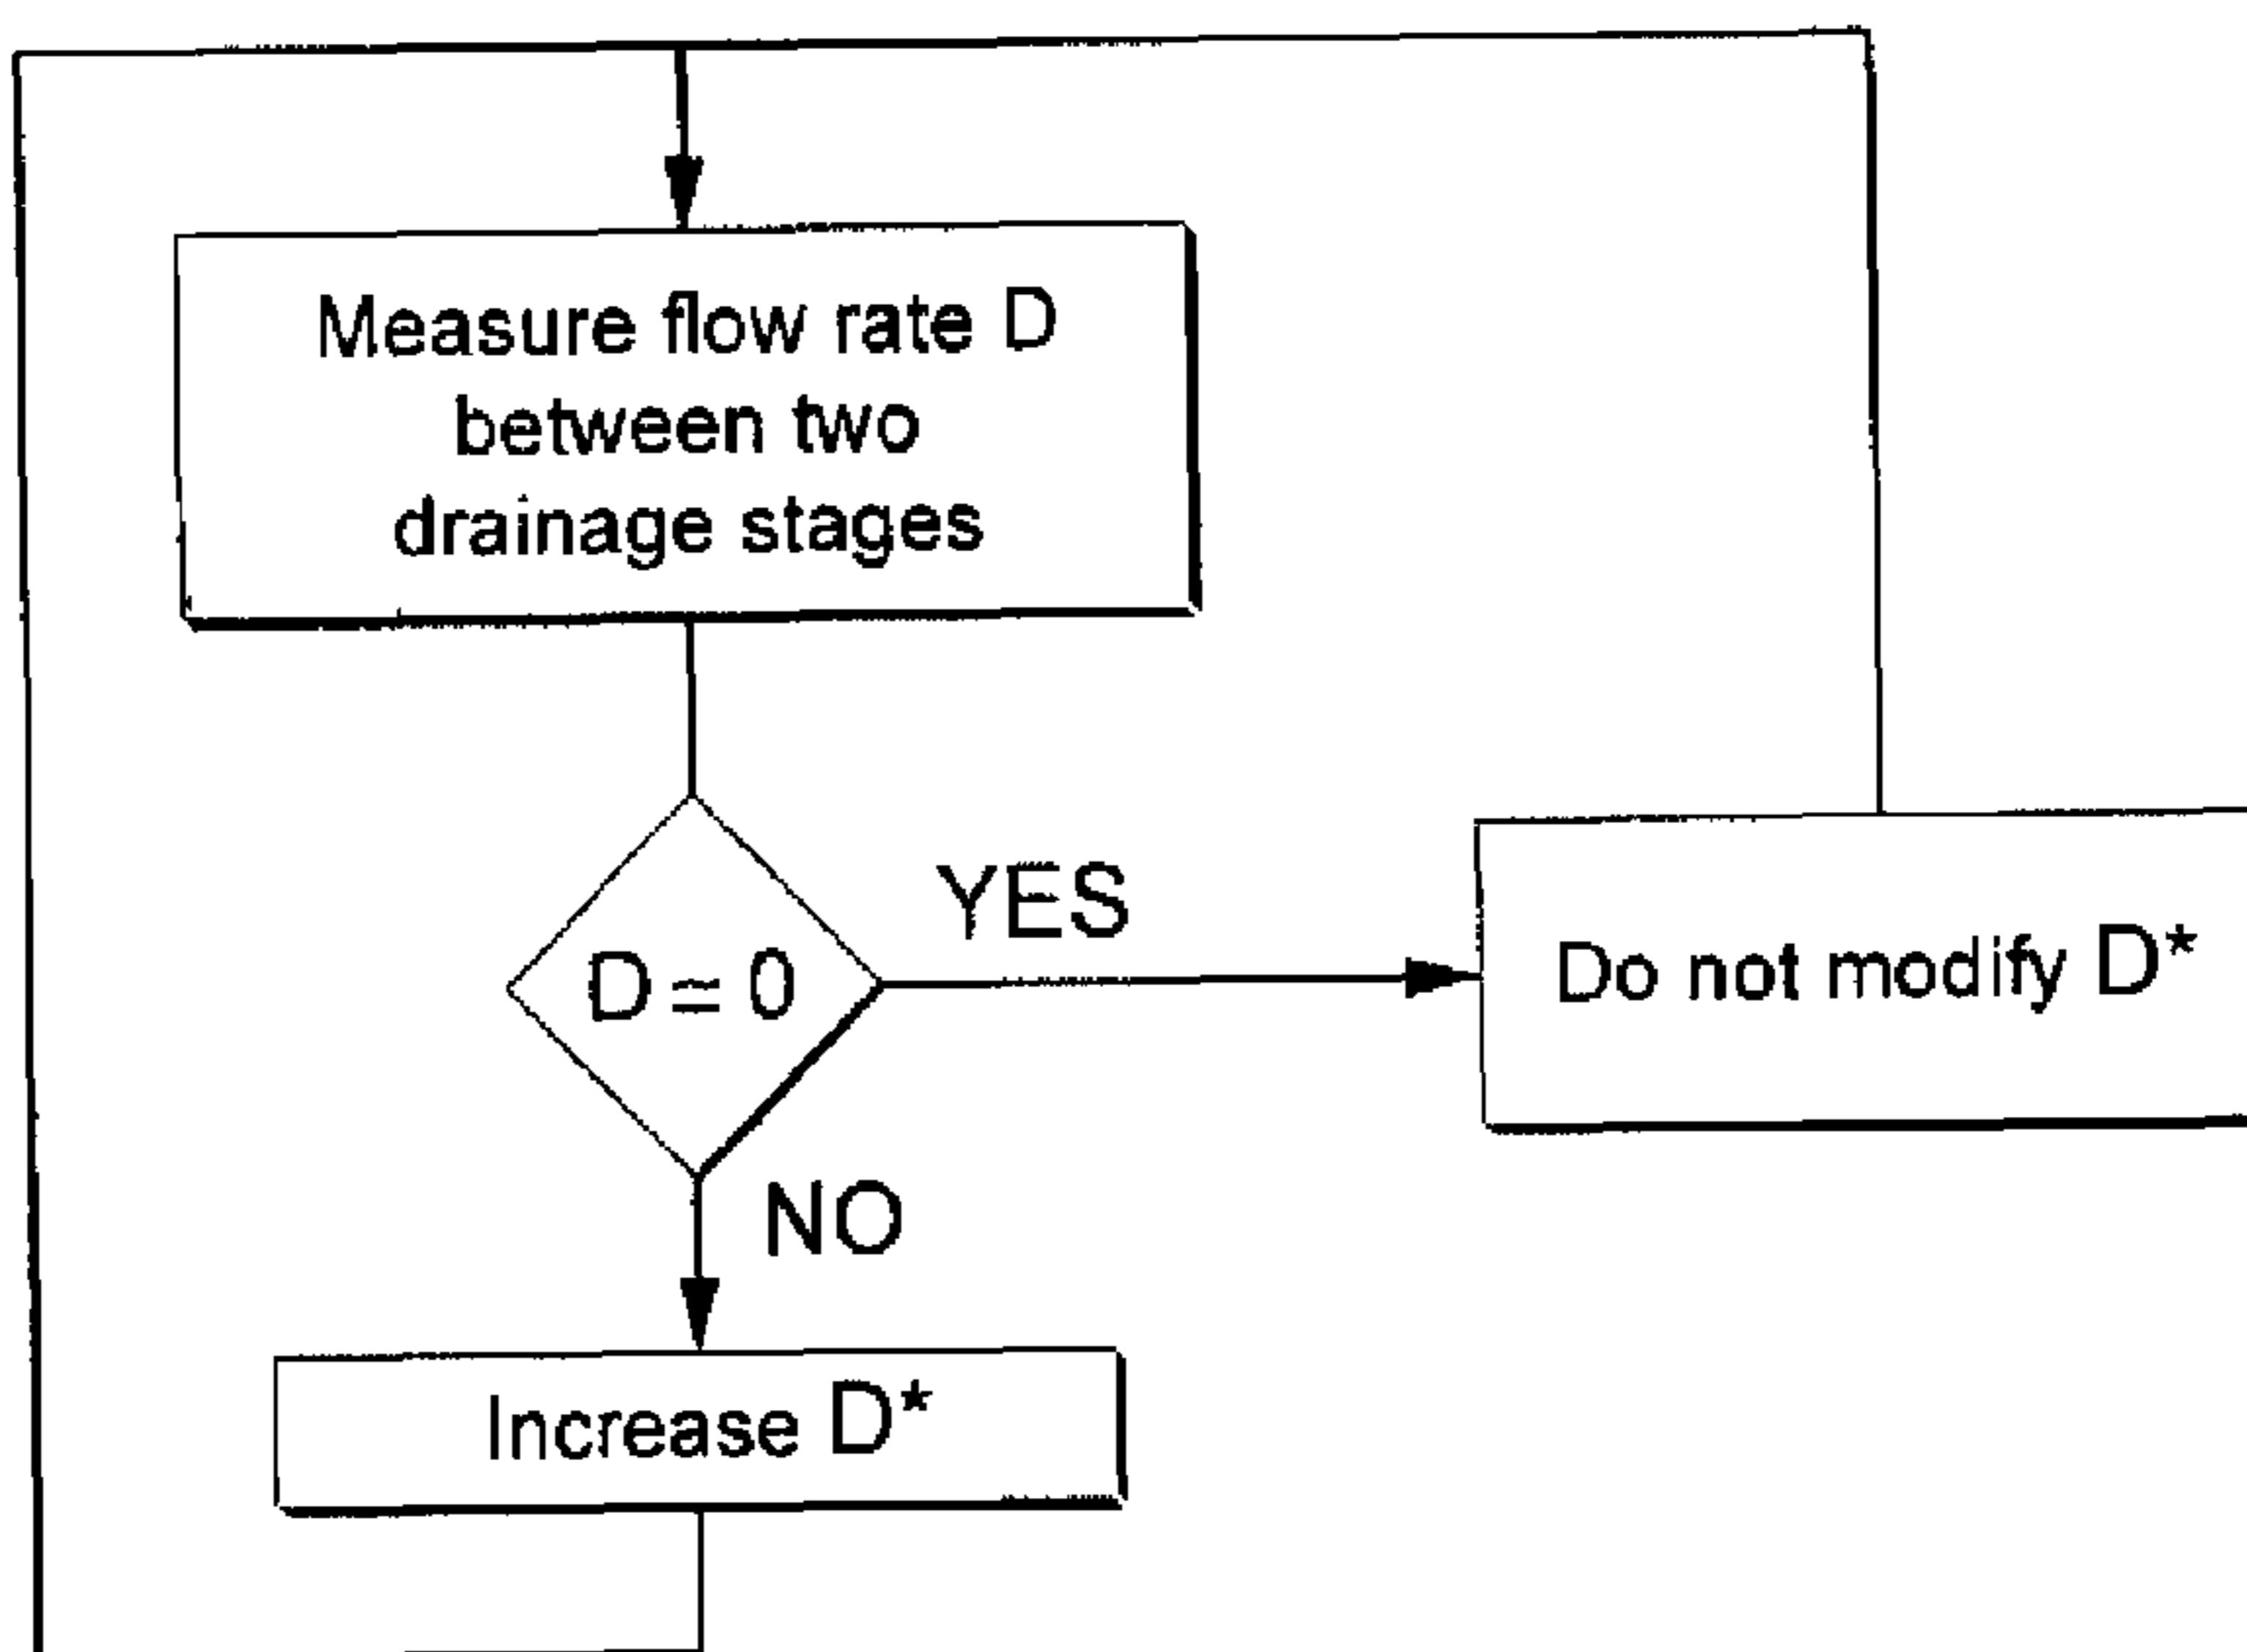 Measure flow rate D
between two
drainage stages
D = 0
YES
Do not modify D*
NO
Increase D*